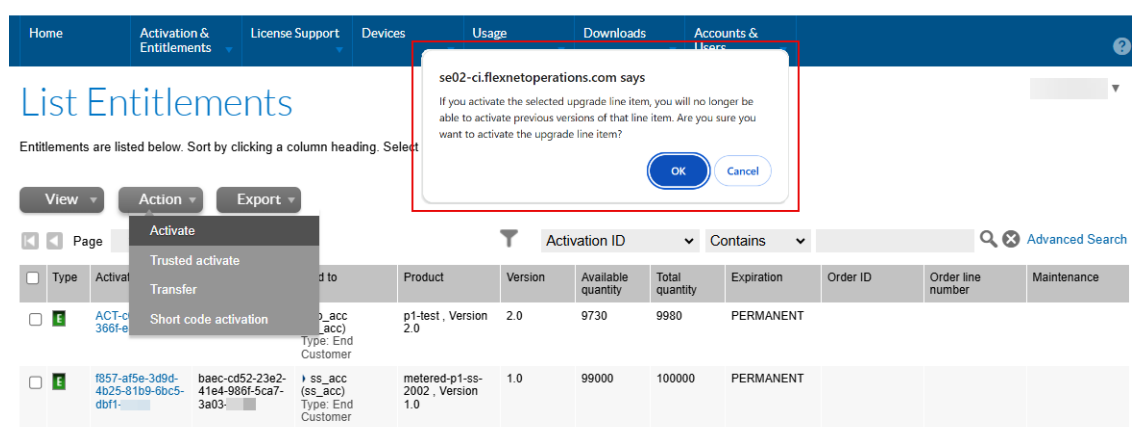 Home
Activation &
Entitlements
License Support
Devices
Usage
Downloads
Accounts &
Users
se02-ci.flexnetoperations.com says
If you activate the selected upgrade line item, you will no longer be
able to activate previous versions of that line item. Are you sure you
want to activate the upgrade line item?
OK
Cancel
List Entitlements
Entitlements are listed below. Sort by clicking a column heading. Select
View
Action
Export
Activate
Trusted activate
Transfer
Short code activation
Page
Activation ID
Contains
Advanced Search
Type
Activat
d to
Product
Version
Available
quantity
Total
quantity
Expiration
Order ID
Order line
number
Maintenance
E
ACT-c
366f-e
_acc
_acc)
Type: End
Customer
p1-test , Version
2.0
2.0
9730
9980
PERMANENT
E
f857-af5e-3d9d-
4b25-81b9-6bc5-
dbf1-
baec-cd52-23e2-
41e4-986f-5ca7-
3a03-
ss_acc
(ss_acc)
Type: End
Customer
metered-p1-ss-
2002 , Version
1.0
1.0
99000
100000
PERMANENT